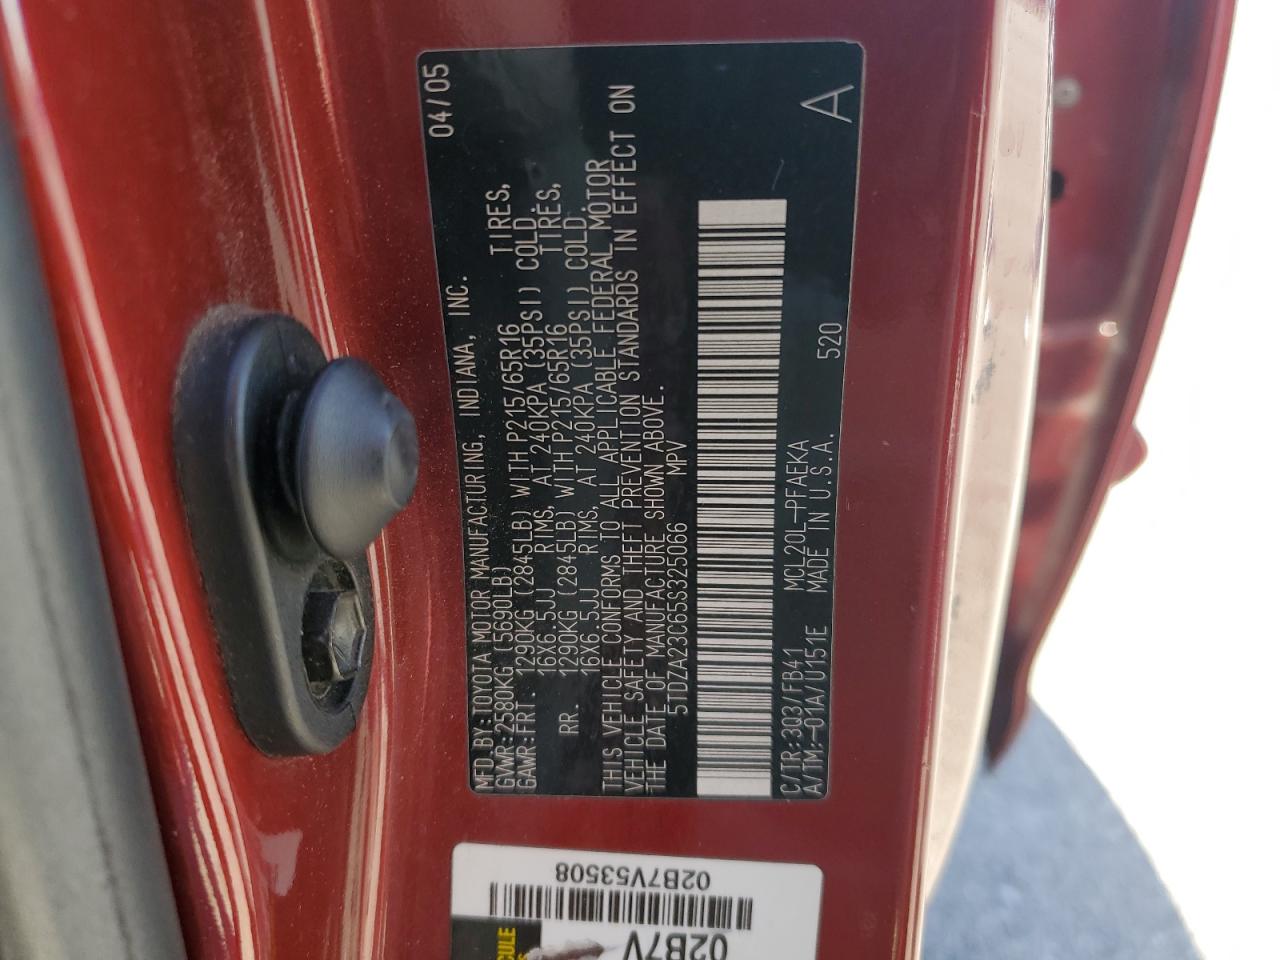 04/05
MFD.BY:TOYOTA MOTOR MANUFACTURING, INDIANA, INC.
GVWR:2580KG (5690LB)
GAWR:FRT. 1290KG (2845LB) WITH P215/65R16 TIRES,
16X6.5JJ RIMS, AT 240KPA (35PSI) COLD.
RR. 1290KG (2845LB) WITH P215/65R16 TIRES,
16X6.5JJ RIMS, AT 240KPA (35PSI) COLD.
THIS VEHICLE CONFORMS TO ALL APPLICABLE FEDERAL MOTOR
VEHICLE SAFETY AND THEFT PREVENTION STANDARDS IN EFFECT ON
THE DATE OF MANUFACTURE SHOWN ABOVE.
5TDZA23C65S325066 MPV
C/TR:3Q3/FB41 MCL20L-PFAEKA
A/TM:-01A/U151E MADE IN U.S.A. 520
A
02B7V53508
02B7V